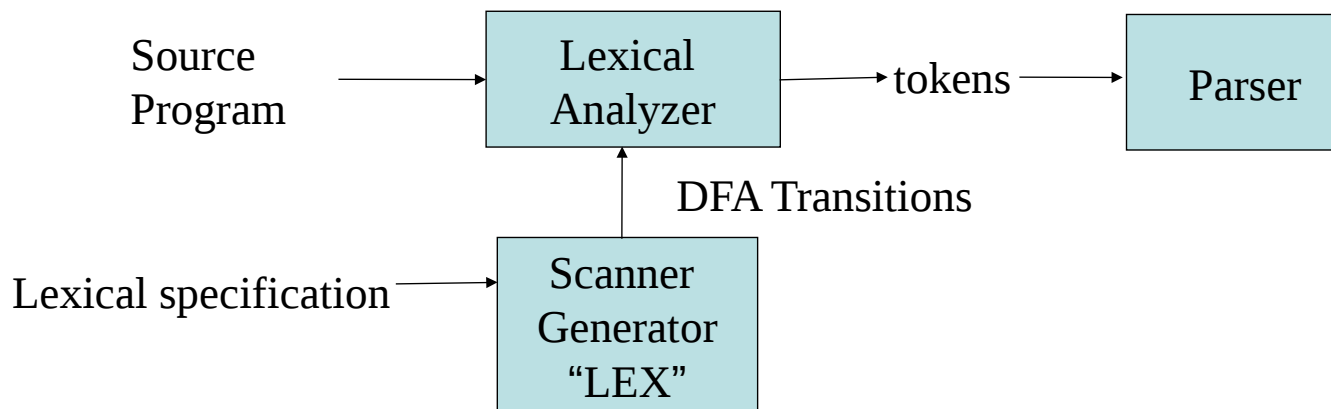 Source
Program
Lexical
Analyzer
tokens
Parser
DFA Transitions
Lexical specification
Scanner
Generator
“LEX”